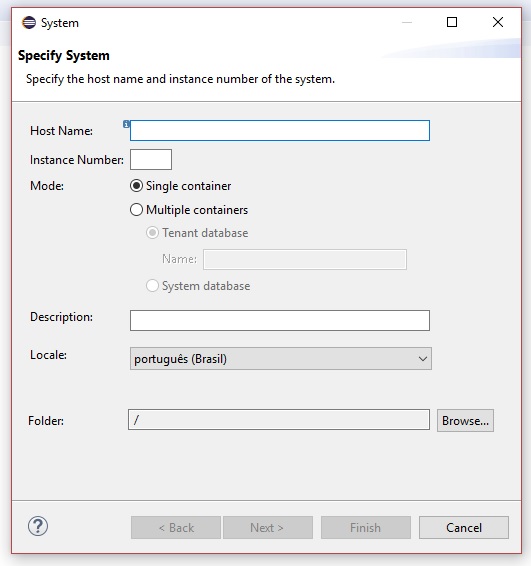 System
Specify System
Specify the host name and instance number of the system.
Host Name:
Instance Number:
Mode: Single container
Multiple containers
Tenant database
Name:
System database
Description:
Locale: português (Brasil)
Folder: / Browse...
? < Back Next > Finish Cancel